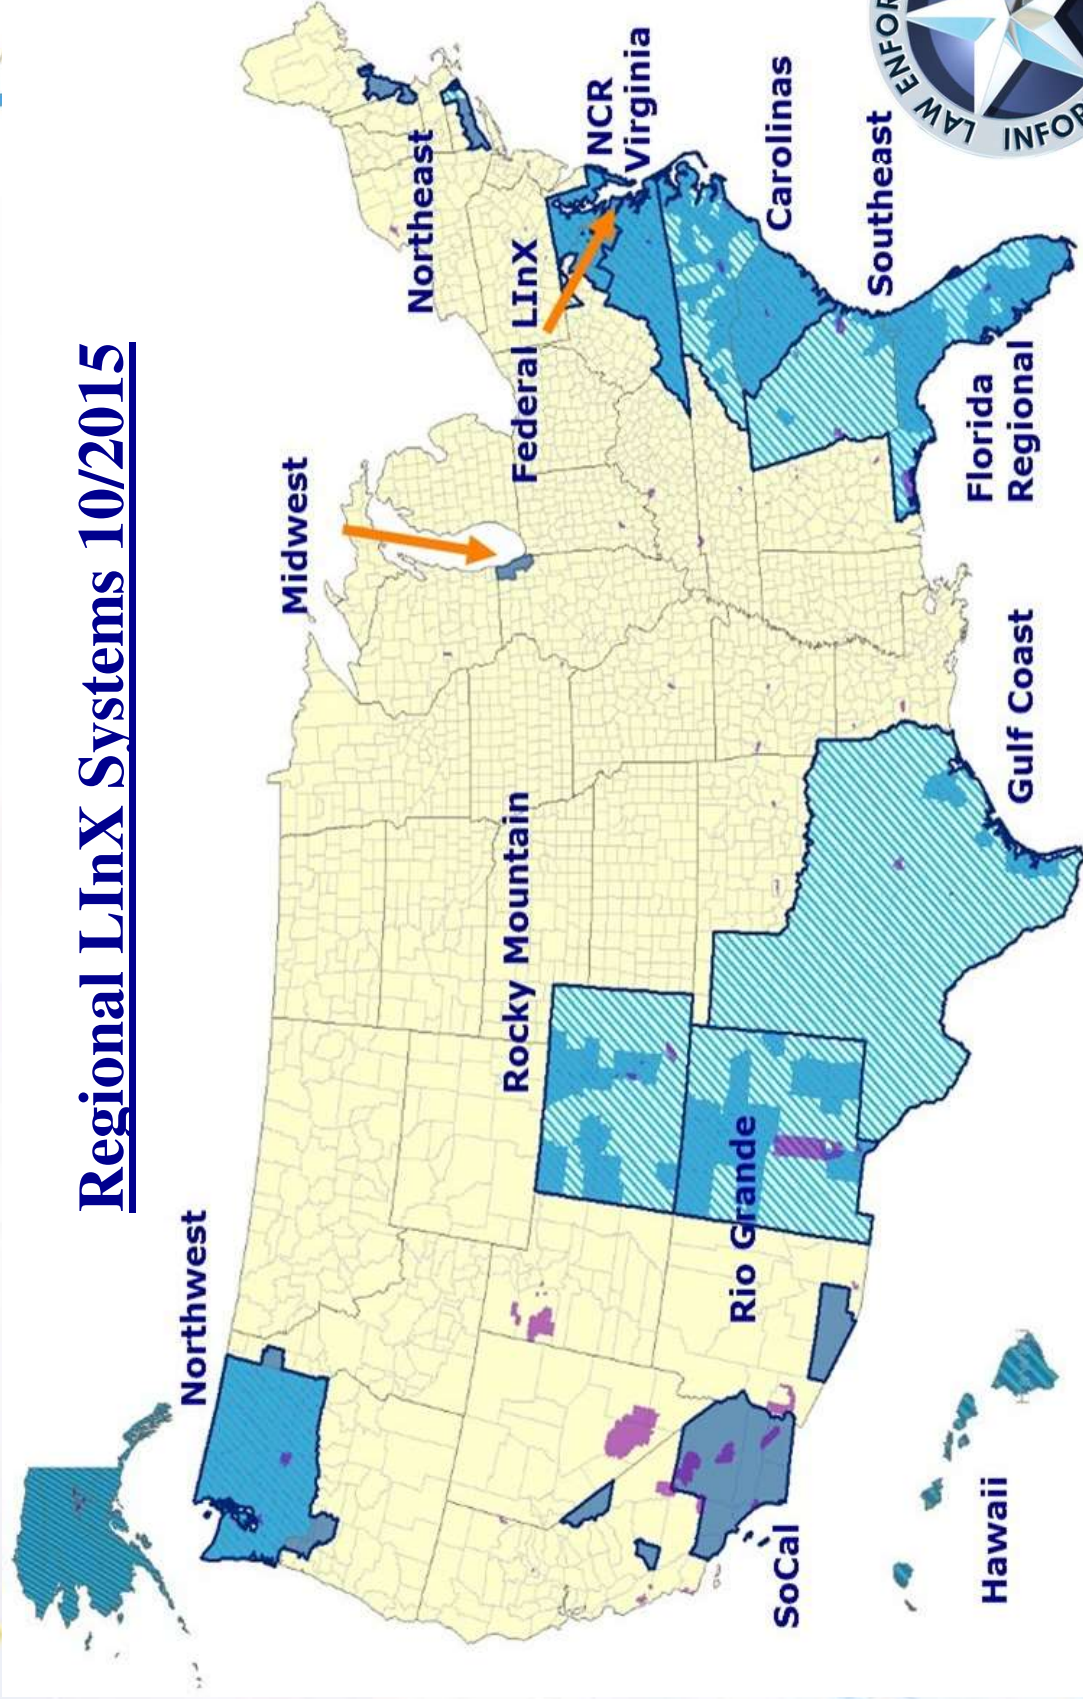 Regional LInX Systems 10/2015
Northwest
Midwest
Northeast
Rocky Mountain
Federal LInX
NCR
Virginia
Carolinas
Southeast
Rio Grande
SoCal
Hawaii
Gulf Coast
Florida
Regional
LAW